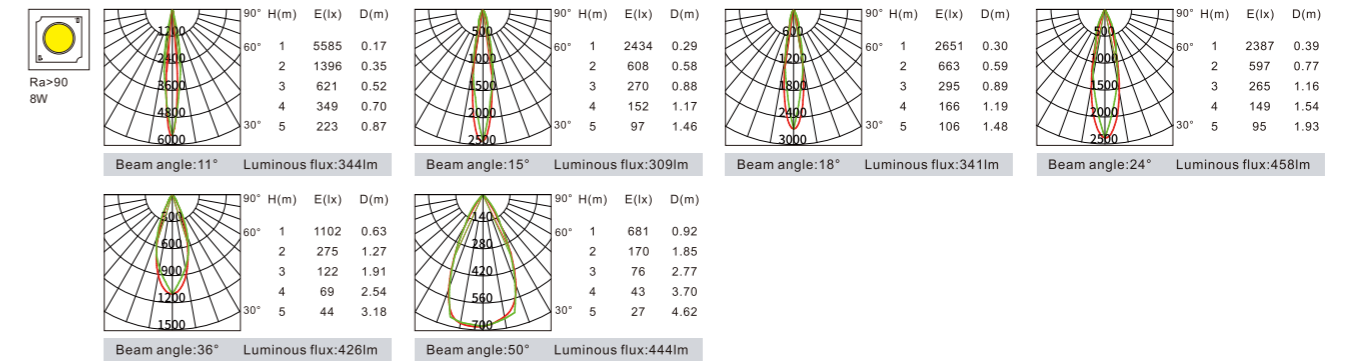 Ra>90
8W
90° H(m) E(lx) D(m)
60° 1 5585 0.17
2 1396 0.35
3 621 0.52
4 349 0.70
30° 5 223 0.87
1200
2400
3600
4800
6000
Beam angle:11° Luminous flux:344lm
90° H(m) E(lx) D(m)
60° 1 2434 0.29
2 608 0.58
3 270 0.88
4 152 1.17
30° 5 97 1.46
500
1000
1500
2000
2500
Beam angle:15° Luminous flux:309lm
90° H(m) E(lx) D(m)
60° 1 2651 0.30
2 663 0.59
3 295 0.89
4 166 1.19
30° 5 106 1.48
600
1200
1800
2400
3000
Beam angle:18° Luminous flux:341lm
90° H(m) E(lx) D(m)
60° 1 2387 0.39
2 597 0.77
3 265 1.16
4 149 1.54
30° 5 95 1.93
500
1000
1500
2000
2500
Beam angle:24° Luminous flux:458lm
90° H(m) E(lx) D(m)
60° 1 1102 0.63
2 275 1.27
3 122 1.91
4 69 2.54
30° 5 44 3.18
300
600
900
1200
1500
Beam angle:36° Luminous flux:426lm
90° H(m) E(lx) D(m)
60° 1 681 0.92
2 170 1.85
3 76 2.77
4 43 3.70
30° 5 27 4.62
140
280
420
560
700
Beam angle:50° Luminous flux:444lm